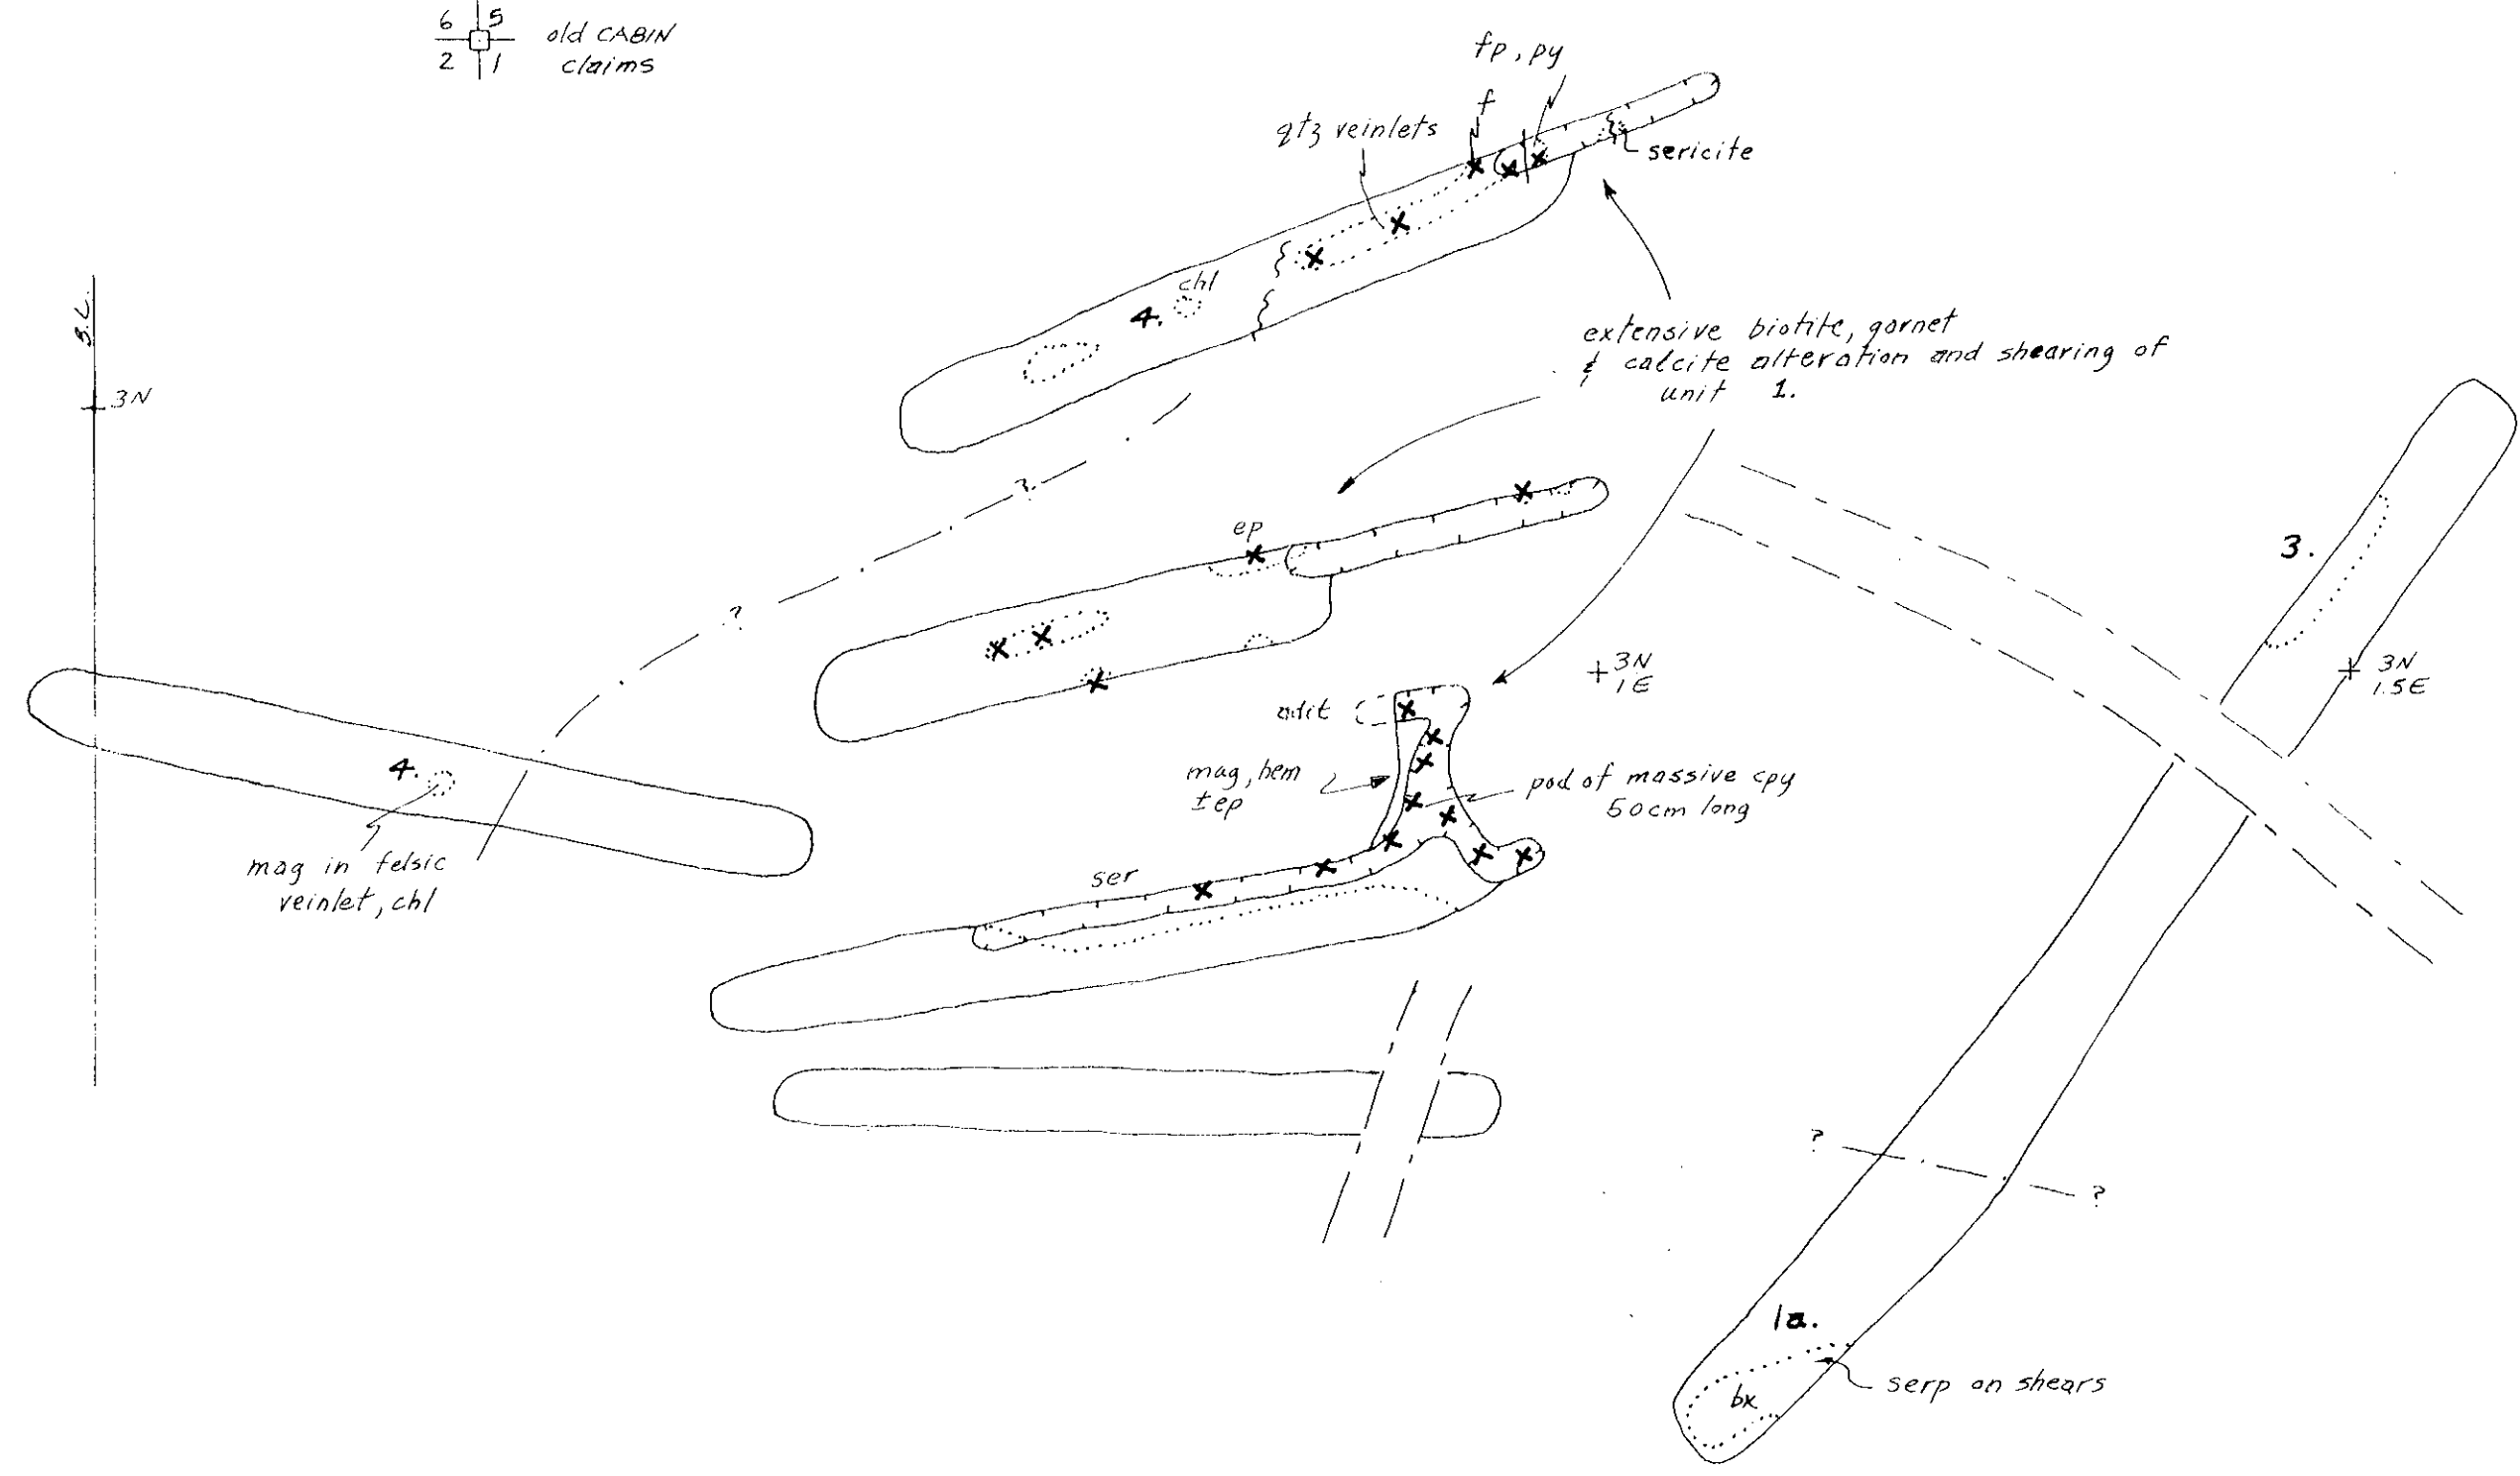 6 5
2 1
old CABIN
claims
fp, py
f
qtz veinlets
sericite
chl
4.
B.L.
3N
extensive biotite, garnet
& calcite alteration and shearing of
unit 1.
?
ep
?
3.
+ 3N
1E
+ 3N
1.5E
adit
4.
mag, hem
± ep
pod of massive cpy
50cm long
mag in felsic
veinlet, chl
ser
?
?
1a.
bx
serp on shears